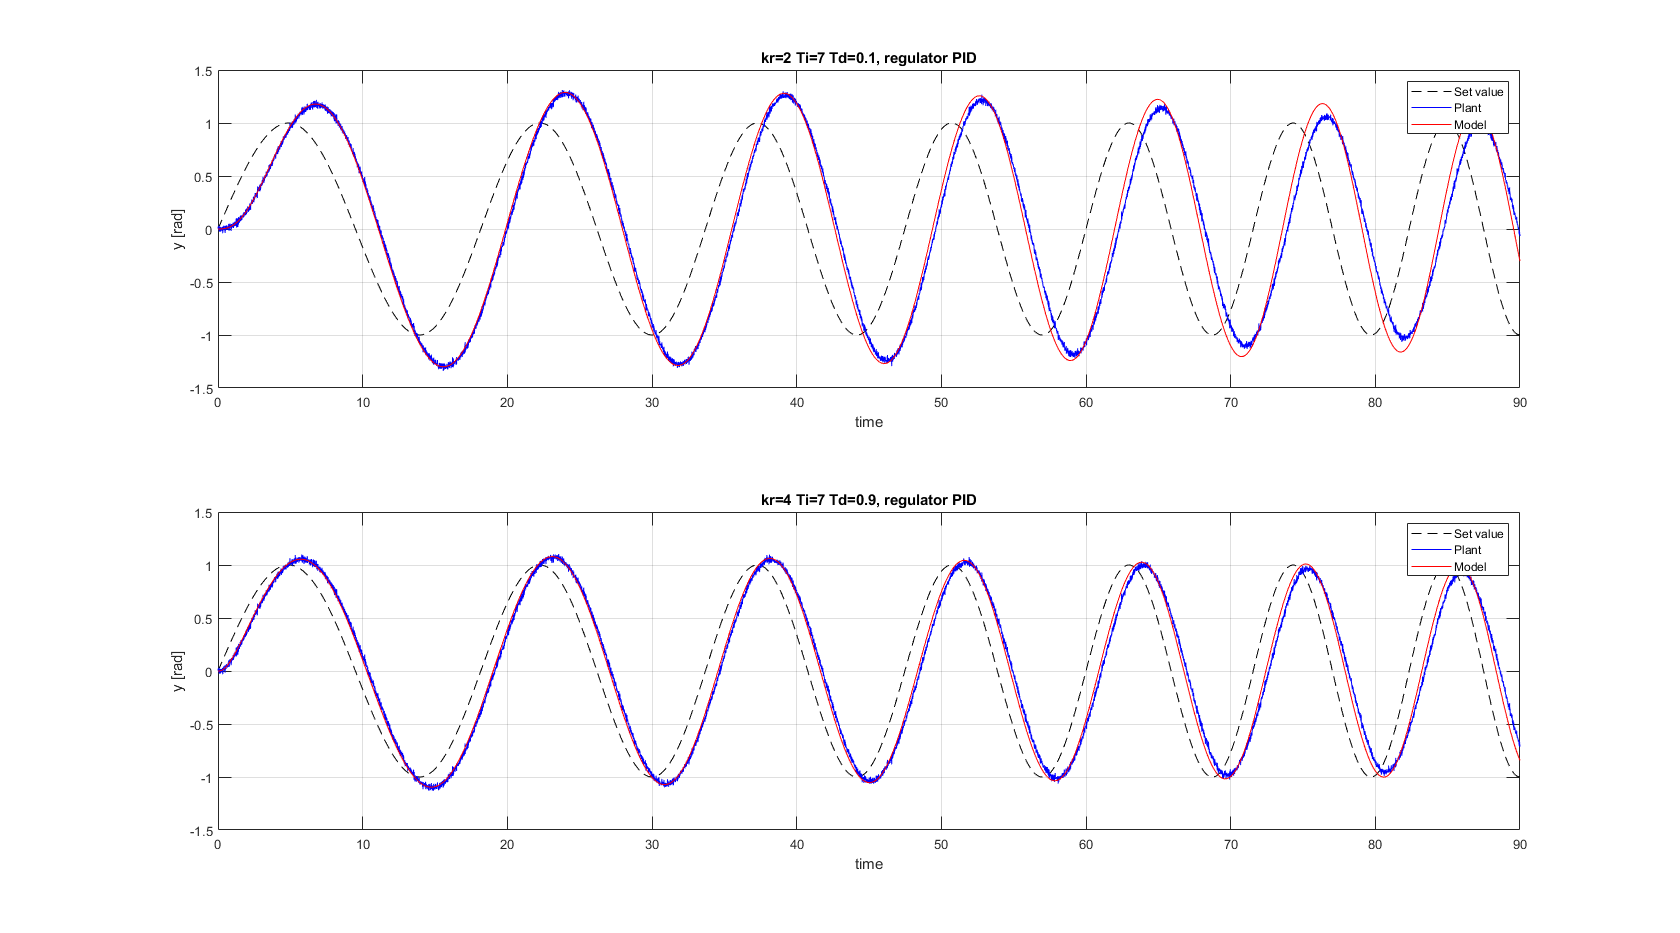 kr=2 Ti=7 Td=0.1, regulator PID
1.5
1
0.5
0
-0.5
-1
-1.5
y [rad]
Set value
Plant
Model
0 10 20 30 40 50 60 70 80 90
time
kr=4 Ti=7 Td=0.9, regulator PID
1.5
1
0.5
0
-0.5
-1
-1.5
y [rad]
Set value
Plant
Model
0 10 20 30 40 50 60 70 80 90
time